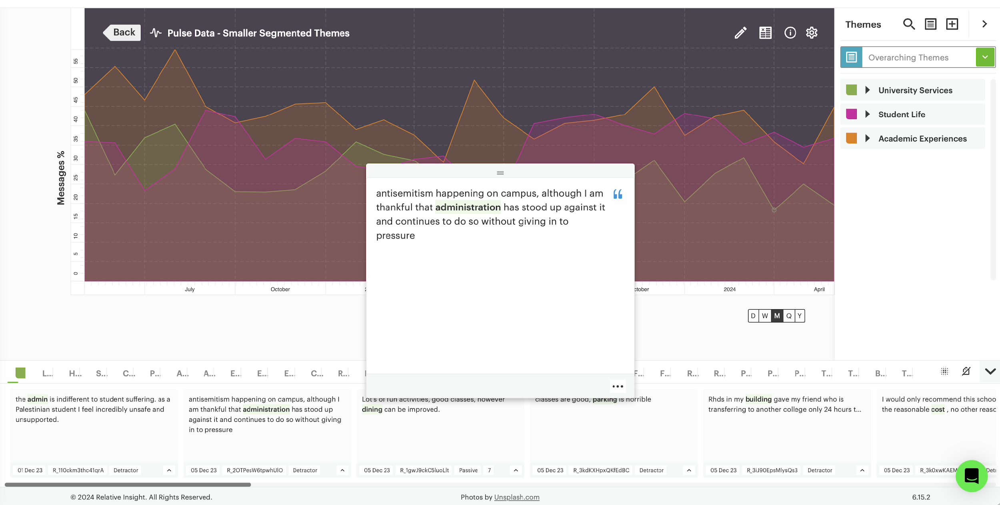 Back
Pulse Data - Smaller Segmented Themes
Themes
Overarching Themes
University Services
Student Life
Academic Experiences
Messages %
55
50
45
40
35
30
25
20
15
10
5
0
July
October
ctober
2024
April
antisemitism happening on campus, although I am
thankful that administration has stood up against it
and continues to do so without giving in to
pressure
D W M Q Y
L... H... S... C... P... A... A... E... E... E... C... R... F... F... R... R... P... P... P... T... T... B... T...
the admin is indifferent to student suffering. as a
Palestinian student I feel incredibly unsafe and
unsupported.
01 Dec 23 R_110ckm3thc41qrA Detractor
antisemitism happening on campus, although I
am thankful that administration has stood up
against it and continues to do so without giving
in to pressure
05 Dec 23 R_2OTPesW6tpwhUlO Detractor
Lots of fun activities, good classes, however
dining can be improved.
05 Dec 23 R_1gwJ9ckC5luoLlt Passive 7
classes are good, parking is horrible
05 Dec 23 R_3kdKXHpxQKfEdBC Detractor
Rhds in my building gave my friend who is
transferring to another college only 24 hours t...
05 Dec 23 R_3iJ90EpsMlysQs3 Detractor
I would only recommend this schoo
the reasonable cost , no other reaso
05 Dec 23 R_3k0xwKAEM Detr
© 2024 Relative Insight. All Rights Reserved.
Photos by Unsplash.com
6.15.2